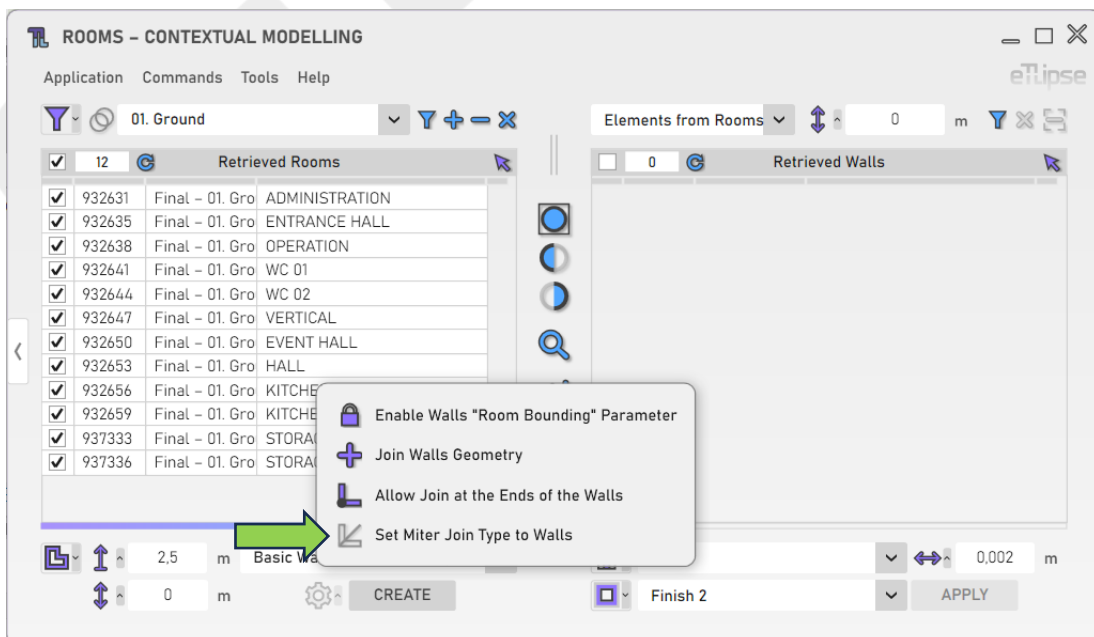 ROOMS – CONTEXTUAL MODELLING
Application Commands Tools Help
eTLipse
01. Ground
Elements from Rooms 0 m
12 Retrieved Rooms
0 Retrieved Walls
932631 Final – 01. Gro ADMINISTRATION
932635 Final – 01. Gro ENTRANCE HALL
932638 Final – 01. Gro OPERATION
932641 Final – 01. Gro WC 01
932644 Final – 01. Gro WC 02
932647 Final – 01. Gro VERTICAL
932650 Final – 01. Gro EVENT HALL
932653 Final – 01. Gro HALL
932656 Final – 01. Gro KITCHE
932659 Final – 01. Gro KITCHE
937333 Final – 01. Gro STORA
937336 Final – 01. Gro STORA
Enable Walls "Room Bounding" Parameter
Join Walls Geometry
Allow Join at the Ends of the Walls
Set Miter Join Type to Walls
2,5 m Basic Wa
0,002 m
0 m CREATE
Finish 2 APPLY